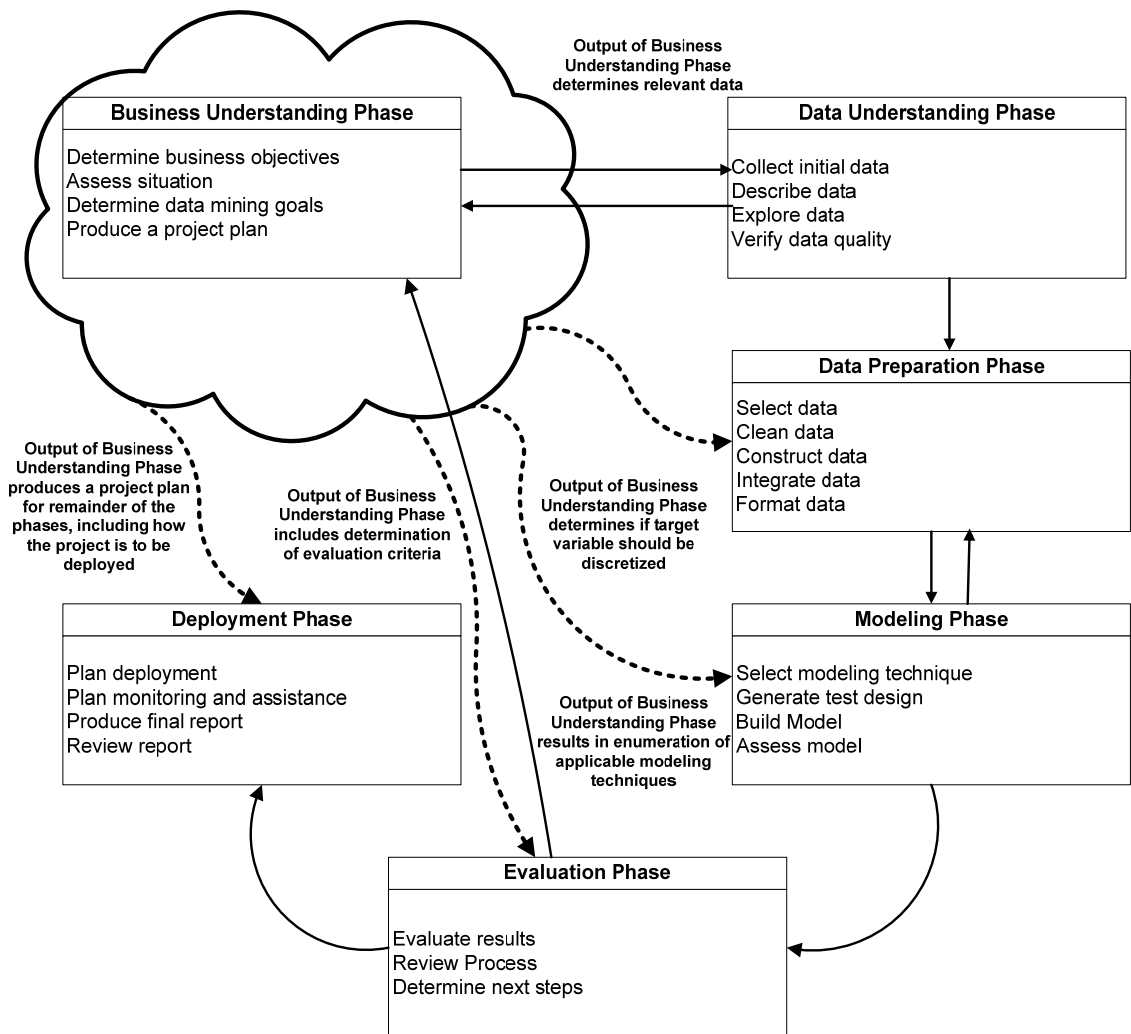 Output of Business
Understanding Phase
determines relevant data
Business Understanding Phase
Determine business objectives
Assess situation
Determine data mining goals
Produce a project plan
Data Understanding Phase
Collect initial data
Describe data
Explore data
Verify data quality
Data Preparation Phase
Select data
Clean data
Construct data
Integrate data
Format data
Output of Business
Understanding Phase
produces a project plan
for remainder of the
phases, including how
the project is to be
deployed
Output of Business
Understanding Phase
includes determination
of evaluation criteria
Output of Business
Understanding Phase
determines if target
variable should be
discretized
Deployment Phase
Plan deployment
Plan monitoring and assistance
Produce final report
Review report
Output of Business
Understanding Phase
results in enumeration of
applicable modeling
techniques
Modeling Phase
Select modeling technique
Generate test design
Build Model
Assess model
Evaluation Phase
Evaluate results
Review Process
Determine next steps